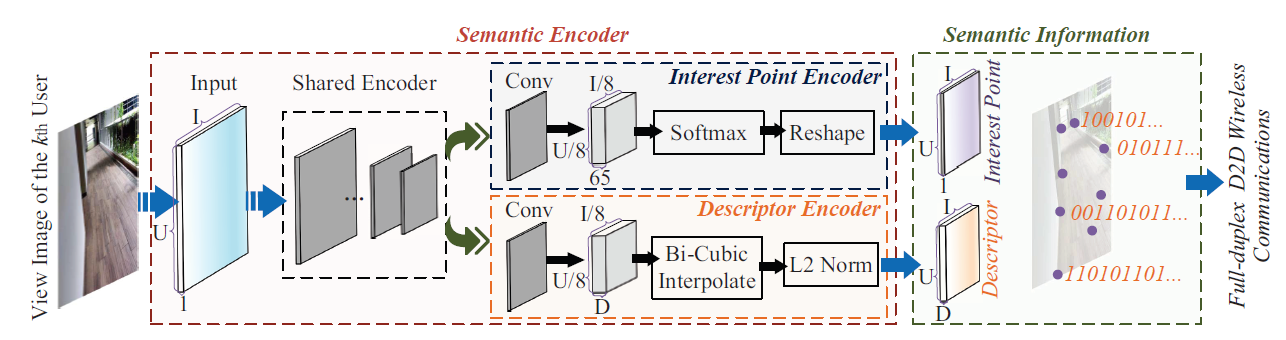 Semantic Encoder
Semantic Information
View Image of the kth User
Input
I
U
1
Shared Encoder
...
Interest Point Encoder
Conv
I/8
U/8
65
Softmax
Reshape
Descriptor Encoder
Conv
I/8
U/8
D
Bi-Cubic
Interpolate
L2 Norm
I
U
1
Interest Point
I
U
D
Descriptor
100101...
010111...
001101011...
110101101...
Full-duplex D2D Wireless
Communications